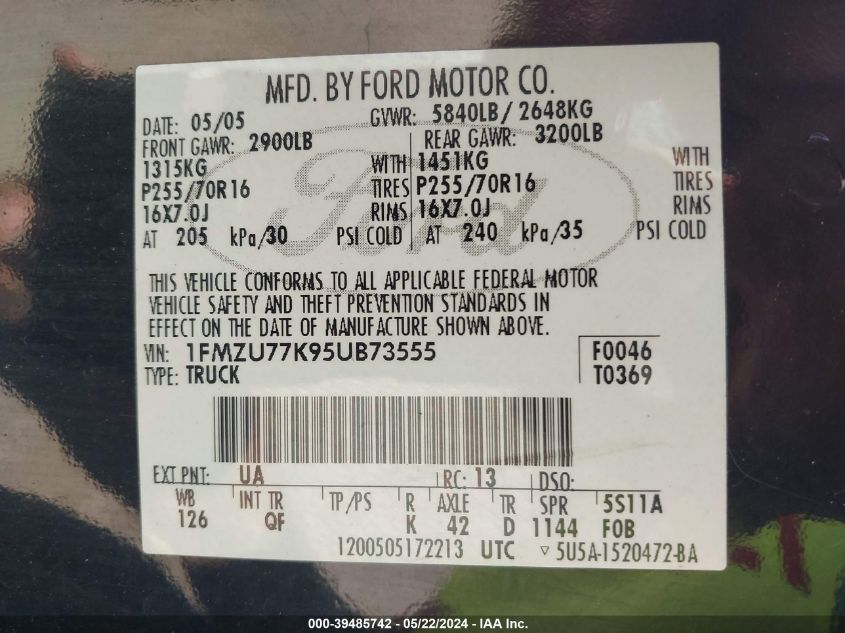 MFD. BY FORD MOTOR CO.
DATE: 05/05 GVWR: 5840LB/ 2648KG
FRONT GAWR: 2900LB REAR GAWR: 3200LB
1315KG WITH 1451KG WITH
P255/70R16 TIRES P255/70R16 TIRES
16X7.0J RIMS 16X7.0J RIMS
AT 205 kPa/30 PSI COLD AT 240 kPa/35 PSI COLD
Ford
THIS VEHICLE CONFORMS TO ALL APPLICABLE FEDERAL MOTOR
VEHICLE SAFETY AND THEFT PREVENTION STANDARDS IN
EFFECT ON THE DATE OF MANUFACTURE SHOWN ABOVE.
VIN: 1FMZU77K95UB73555 F0046
TYPE: TRUCK T0369
EXT PNT: UA RC: 13 DSO:
WB INT TR TP/PS R AXLE TR SPR 5S11A
126 QF K 42 D 1144 FOB
1200505172213 UTC ▽ 5U5A-1520472-BA
000-39485742 - 05/22/2024 - IAA Inc.